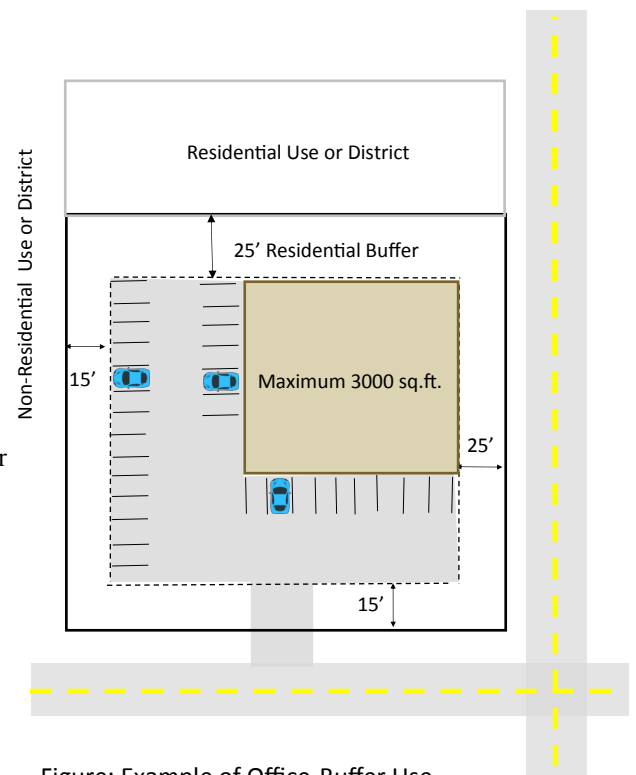 Residential Use or District
Non-Residential Use or District
25’ Residential Buffer
15’
Maximum 3000 sq.ft.
25’
r
15’
Figure: Example of Office-Buffer Use